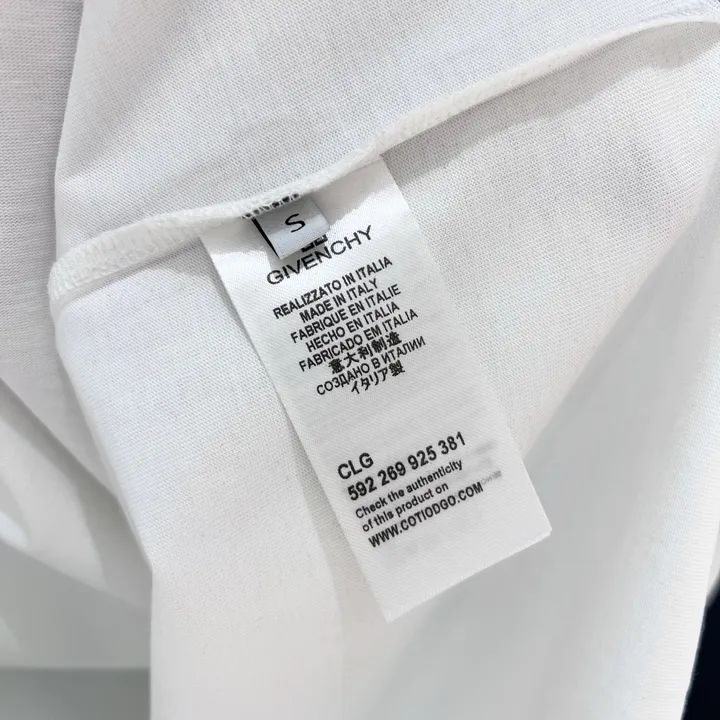 S
GIVENCHY
REALIZZATO IN ITALIA
MADE IN ITALY
FABRIQUE EN ITALIE
HECHO EN ITALIA
FABRICADO EM ITALIA
意大利制造
СОЗДАНО В ИТАЛИИ
イタリア製
CLG
592 269 925 381
Check the authenticity
of this product on
WWW.COTIODGO.COM